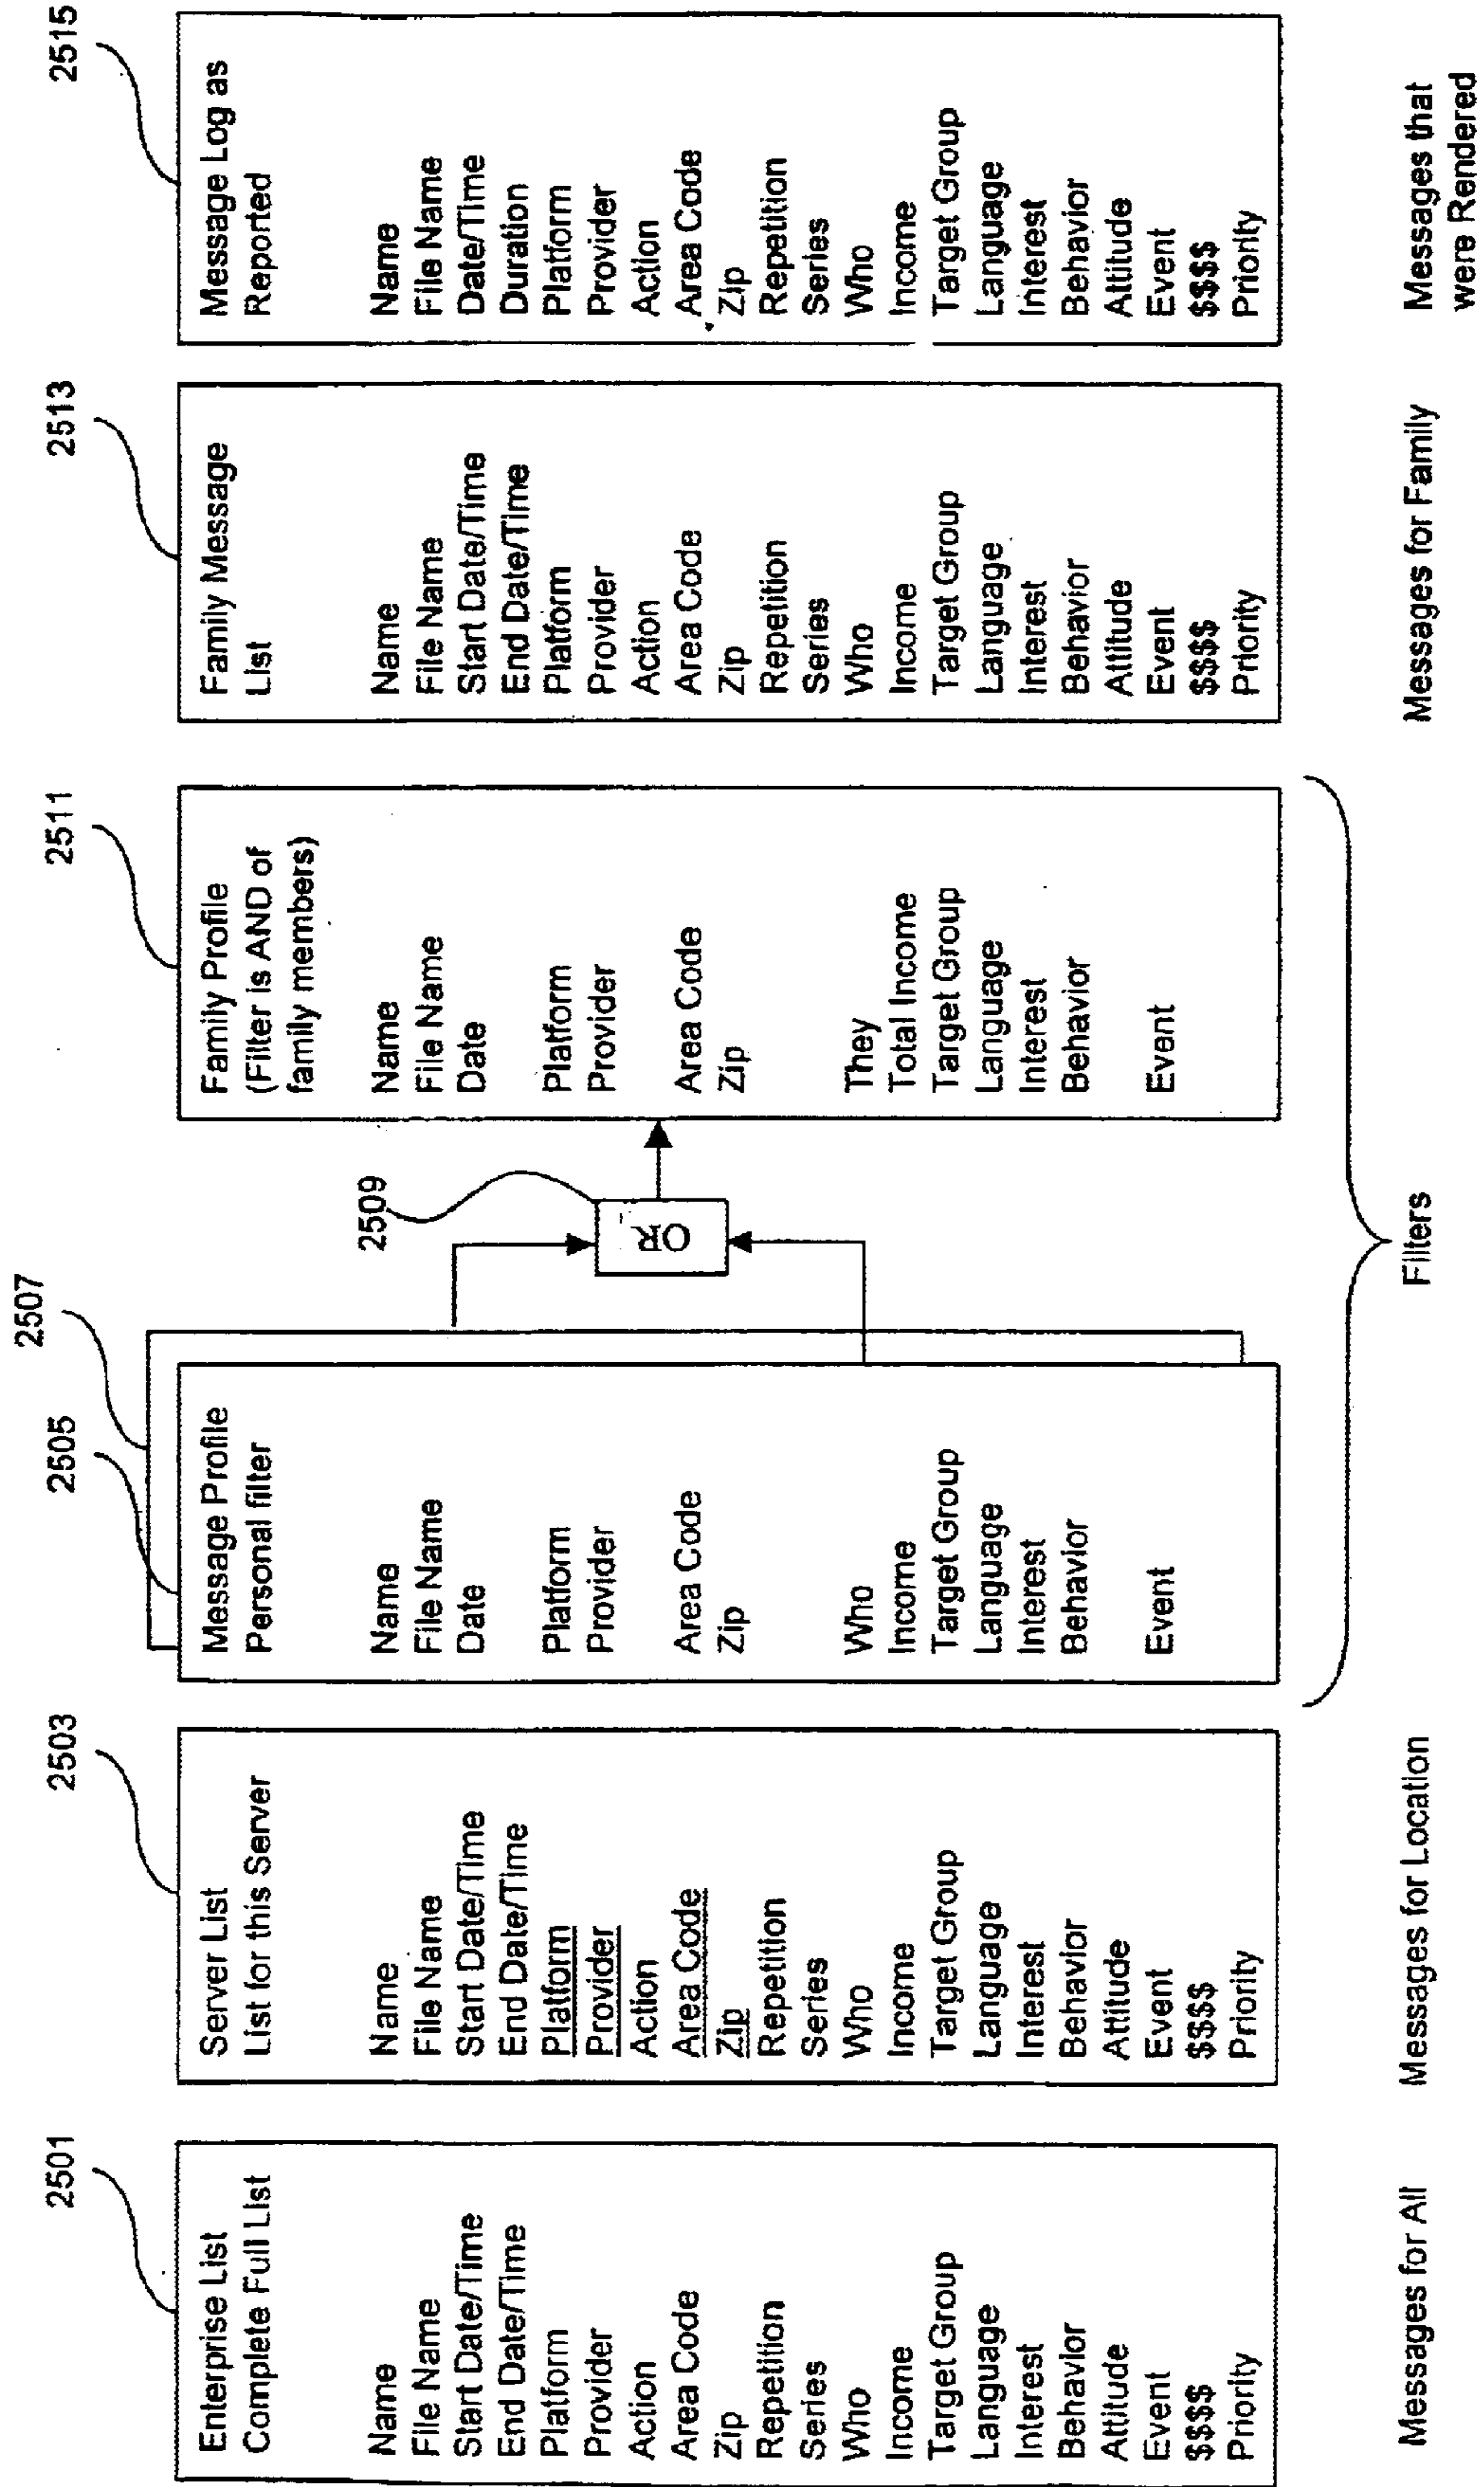 2501
Enterprise List
Complete Full List
Name
File Name
Start Date/Time
End Date/Time
Platform
Provider
Action
Area Code
Zip
Repetition
Series
Who
Income
Target Group
Language
Interest
Behavior
Attitude
Event
$$$$
Priority
Messages for All
2503
Server List
List for this Server
Name
File Name
Start Date/Time
End Date/Time
Platform
Provider
Action
Area Code
Zip
Repetition
Series
Who
Income
Target Group
Language
Interest
Behavior
Attitude
Event
$$$$
Priority
Messages for Location
2505
2507
Message Profile
Personal filter
Name
File Name
Date
Platform
Provider
Area Code
Zip
Who
Income
Target Group
Language
Interest
Behavior
Event
2509
OR
2511
Family Profile
(Filter is AND of
family members)
Name
File Name
Date
Platform
Provider
Area Code
Zip
They
Total Income
Target Group
Language
Interest
Behavior
Event
Filters
2513
Family Message
List
Name
File Name
Start Date/Time
End Date/Time
Platform
Provider
Action
Area Code
Zip
Repetition
Series
Who
Income
Target Group
Language
Interest
Behavior
Attitude
Event
$$$$
Priority
Messages for Family
2515
Message Log as
Reported
Name
File Name
Date/Time
Duration
Platform
Provider
Action
Area Code
Zip
Repetition
Series
Who
Income
Target Group
Language
Interest
Behavior
Attitude
Event
$$$$
Priority
Messages that
were Rendered